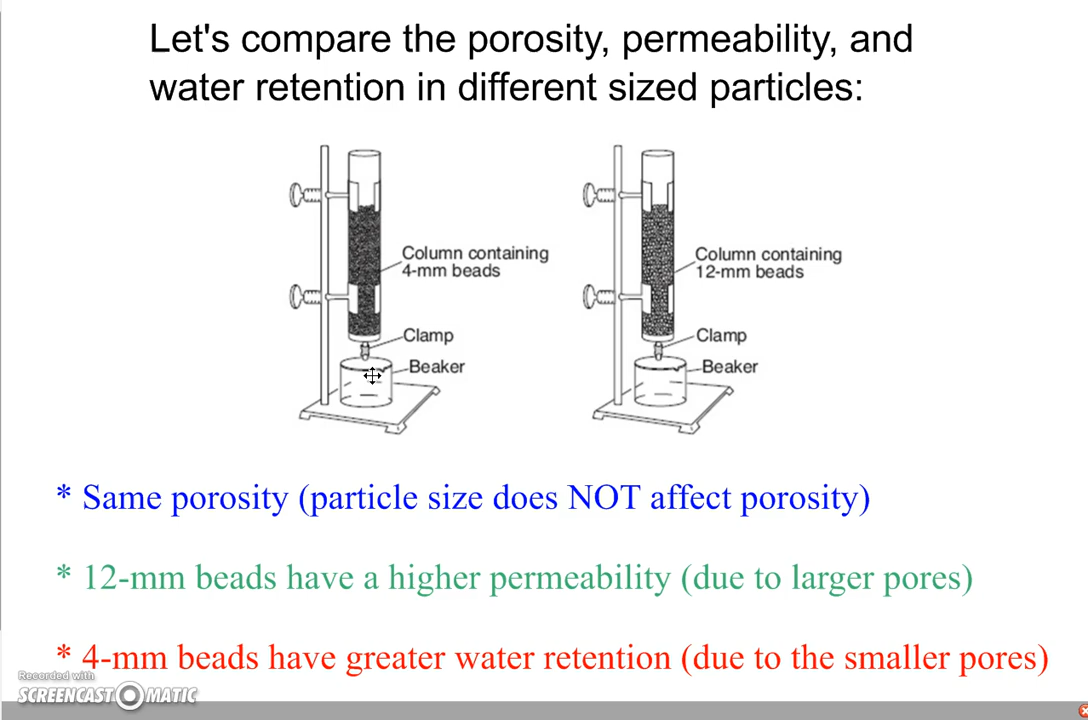 Let's compare the porosity, permeability, and
water retention in different sized particles:
Column containing
4-mm beads
Clamp
Beaker
Column containing
12-mm beads
Clamp
Beaker
* Same porosity (particle size does NOT affect porosity)
* 12-mm beads have a higher permeability (due to larger pores)
* 4-mm beads have greater water retention (due to the smaller pores)
Recorded with
SCREENCAST MATIC